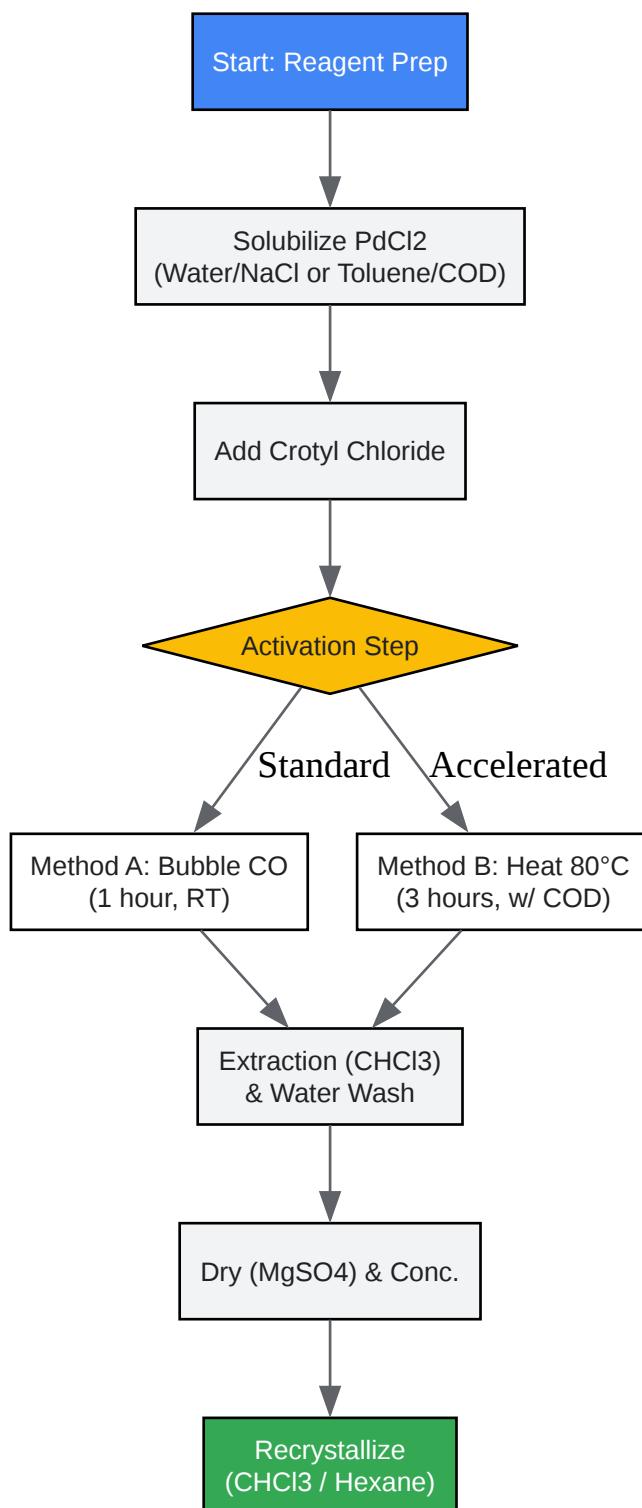 Start: Reagent Prep
Solubilize PdCl2
(Water/NaCl or Toluene/COD)
Add Crotyl Chloride
Activation Step
Standard
Accelerated
Method A: Bubble CO
(1 hour, RT)
Method B: Heat 80°C
(3 hours, w/ COD)
Extraction (CHCl3)
& Water Wash
Dry (MgSO4) & Conc.
Recrystallize
(CHCl3 / Hexane)